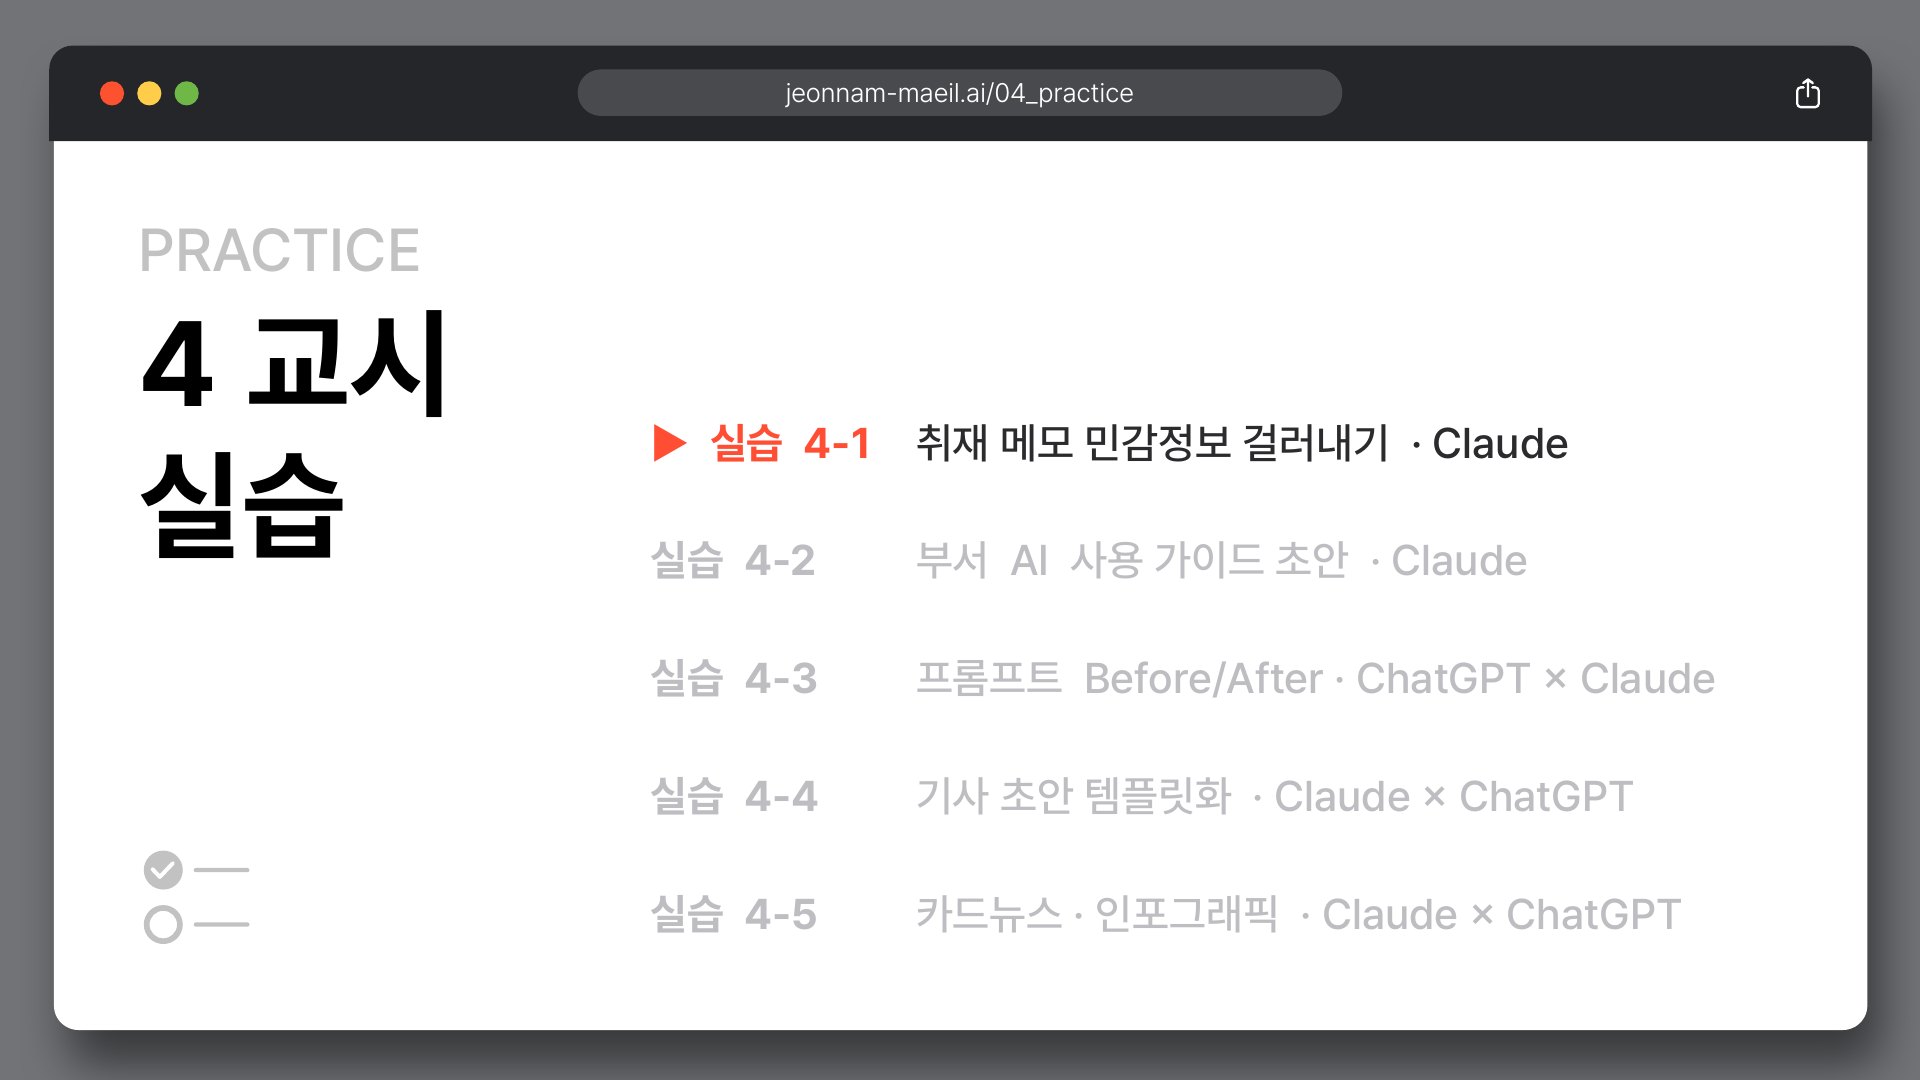 jeonnam-maeil.ai/04_practice
PRACTICE
4 교시
실습
▶ 실습 4-1 취재 메모 민감정보 걸러내기 · Claude
실습 4-2 부서 AI 사용 가이드 초안 · Claude
실습 4-3 프롬프트 Before/After · ChatGPT × Claude
실습 4-4 기사 초안 템플릿화 · Claude × ChatGPT
실습 4-5 카드뉴스 · 인포그래픽 · Claude × ChatGPT